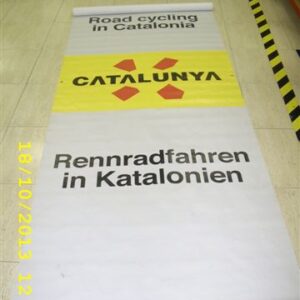 Road cycling
in Catalonia
CATALUNYA
Rennradfahren
in Katalonien
18/10/2013 12